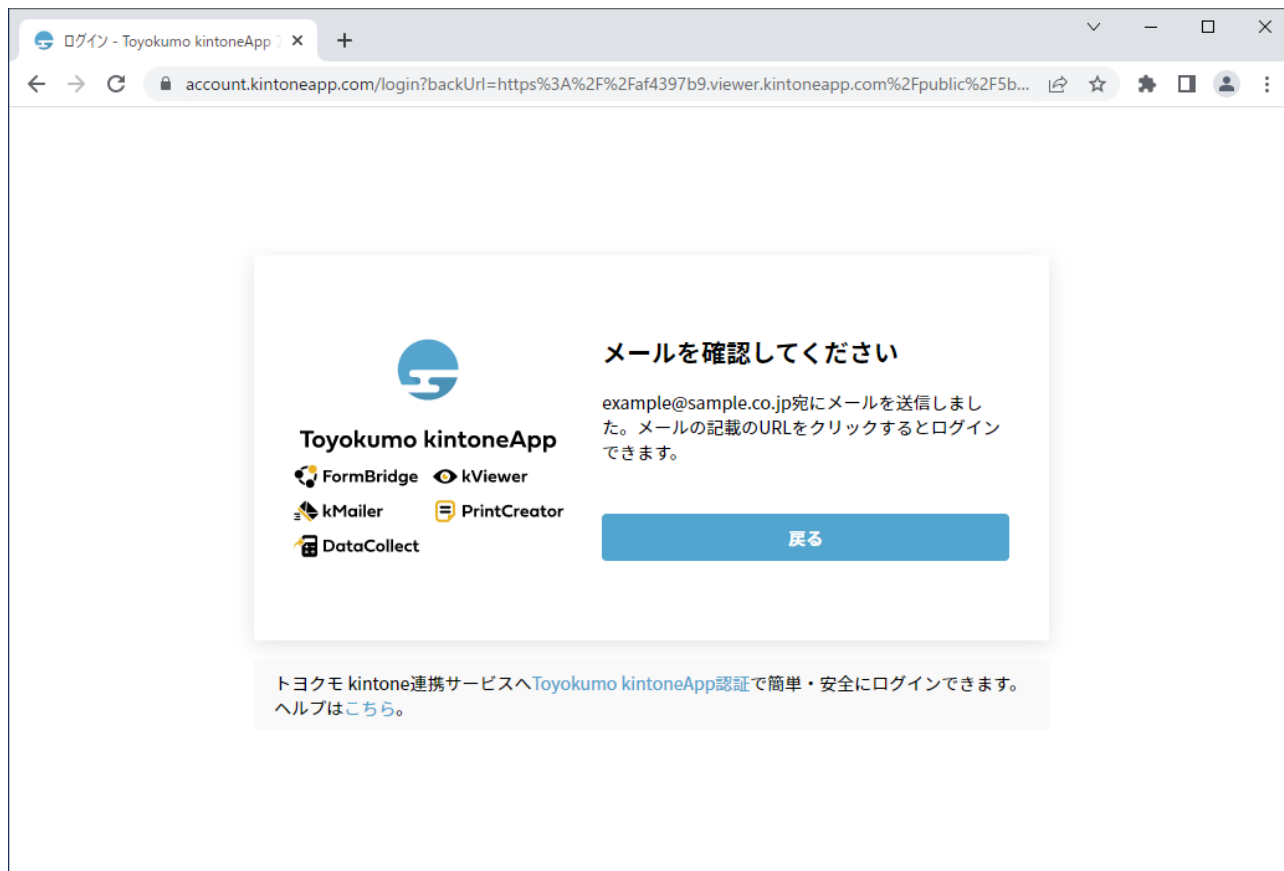 ログイン - Toyokumo kintoneApp
account.kintoneapp.com/login?backUrl=https%3A%2F%2Faf4397b9.viewer.kintoneapp.com%2Fpublic%2F5b...
メールを確認してください
example@sample.co.jp宛にメールを送信しまし
た。メールの記載のURLをクリックするとログイン
できます。
戻る
Toyokumo kintoneApp
FormBridge kViewer
kMailer PrintCreator
DataCollect
トヨクモ kintone連携サービスへToyokumo kintoneApp認証で簡単・安全にログインできます。
ヘルプはこちら。